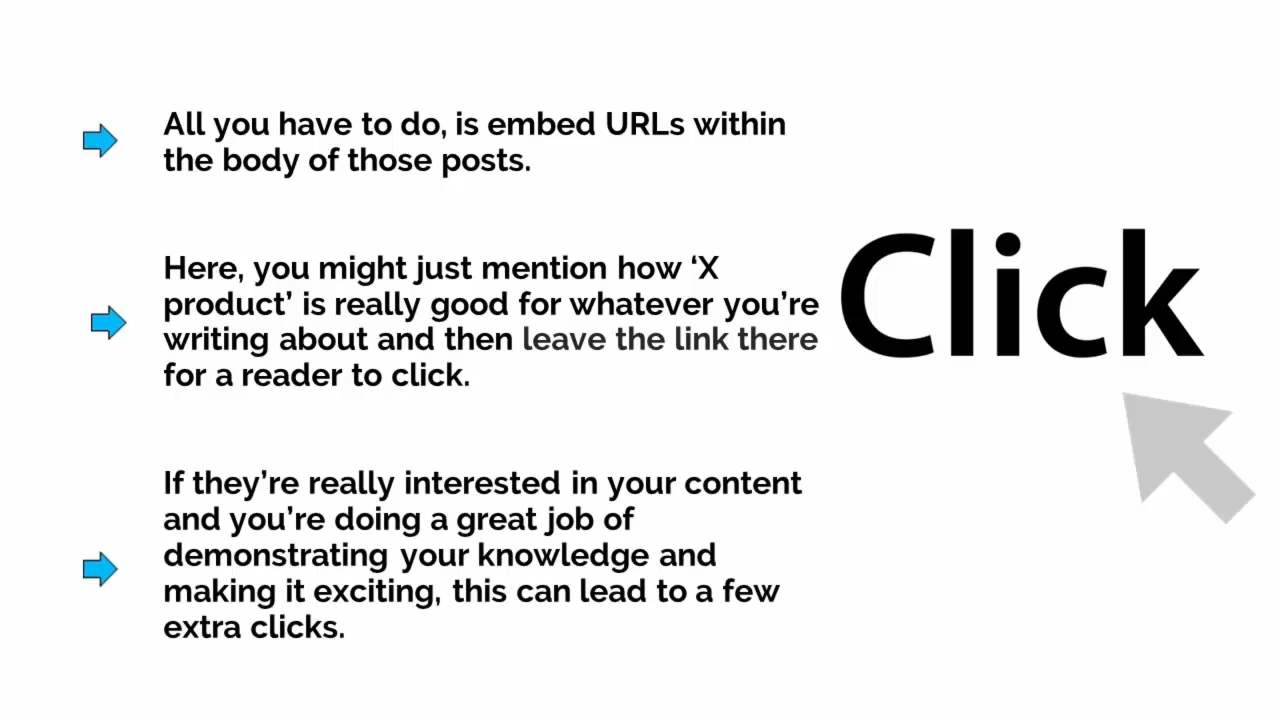 All you have to do, is embed URLs within
the body of those posts.
Here, you might just mention how ‘X
product’ is really good for whatever you’re
writing about and then leave the link there
for a reader to click.
Click
If they’re really interested in your content
and you’re doing a great job of
demonstrating your knowledge and
making it exciting, this can lead to a few
extra clicks.